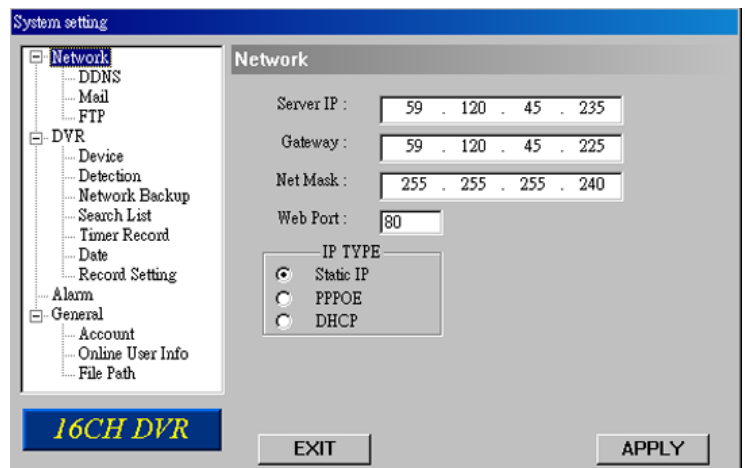 System setting
Network
DDNS
Mail
FTP
DVR
Device
Detection
Network Backup
Search List
Timer Record
Date
Record Setting
Alarm
General
Account
Online User Info
File Path
16CH DVR
Network
Server IP : 59 . 120 . 45 . 235
Gateway : 59 . 120 . 45 . 225
Net Mask : 255 . 255 . 255 . 240
Web Port : 80
IP TYPE
Static IP
PPPOE
DHCP
EXIT
APPLY